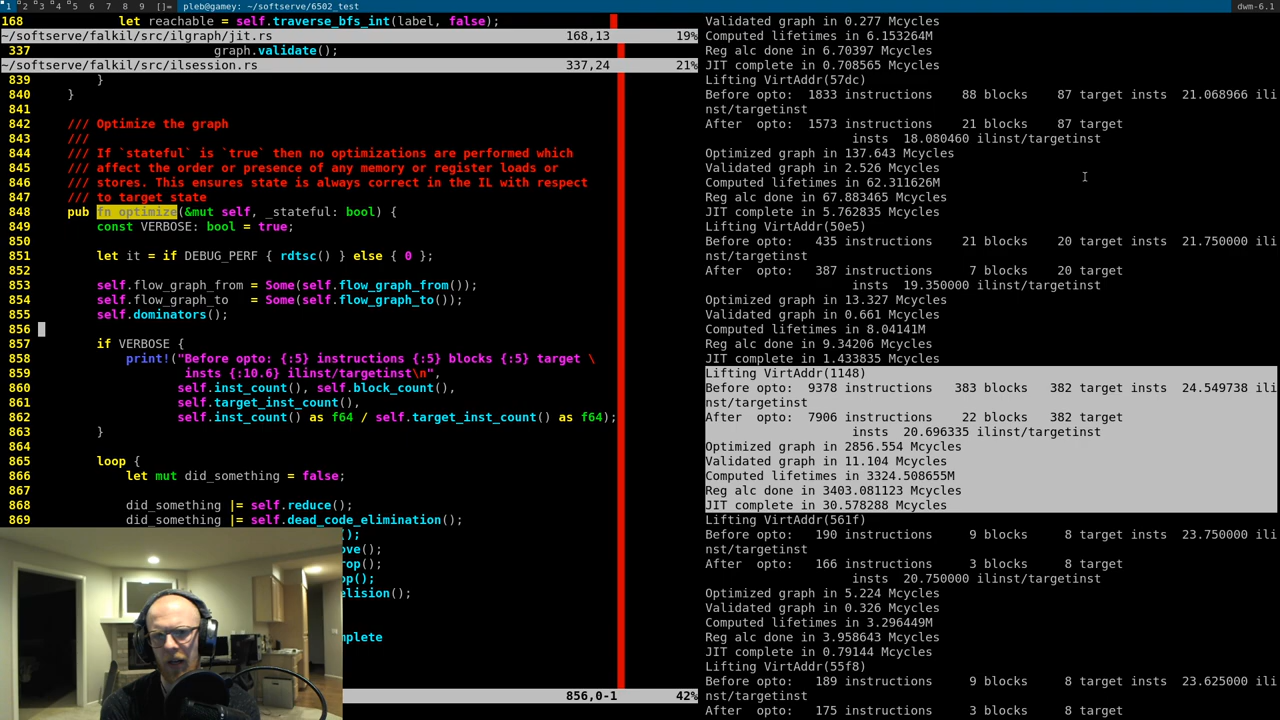 1 2 3 4 5 6 7 8 9 []= pleb@gamey: ~/softserve/6502_test dwm-6.1
168 let reachable = self.traverse_bfs_int(label, false);
~/softserve/falkil/src/ilgraph/jit.rs 168,13 19%
337 graph.validate();
~/softserve/falkil/src/ilsession.rs 337,24 21%
839 }
840 }
841
842 /// Optimize the graph
843 ///
844 /// If `stateful` is `true` then no optimizations are performed which
845 /// affect the order or presence of any memory or register loads or
846 /// stores. This ensures state is always correct in the IL with respect
847 /// to target state
848 pub fn optimize(&mut self, _stateful: bool) {
849 const VERBOSE: bool = true;
850
851 let it = if DEBUG_PERF { rdtsc() } else { 0 };
852
853 self.flow_graph_from = Some(self.flow_graph_from());
854 self.flow_graph_to   = Some(self.flow_graph_to());
855 self.dominators();
856
857 if VERBOSE {
858 print!("Before opto: {:5} instructions {:5} blocks {:5} target \
859 insts {:10.6} ilinst/targetinst\n",
860 self.inst_count(), self.block_count(),
861 self.target_inst_count(),
862 self.inst_count() as f64 / self.target_inst_count() as f64);
863 }
864
865 loop {
866 let mut did_something = false;
867
868 did_something |= self.reduce();
869 did_something |= self.dead_code_elimination();
();
ove();
rop();
op();
elision();
mplete
856,0-1 42%
Validated graph in 0.277 Mcycles
Computed lifetimes in 6.153264M
Reg alc done in 6.70397 Mcycles
JIT complete in 0.708565 Mcycles
Lifting VirtAddr(57dc)
Before opto:  1833 instructions    88 blocks    87 target insts  21.068966 ili
nst/targetinst
After  opto:  1573 instructions    21 blocks    87 target
insts  18.080460 ilinst/targetinst
Optimized graph in 137.643 Mcycles
Validated graph in 2.526 Mcycles
Computed lifetimes in 62.311626M
Reg alc done in 67.883465 Mcycles
JIT complete in 5.762835 Mcycles
Lifting VirtAddr(50e5)
Before opto:   435 instructions    21 blocks    20 target insts  21.750000 ili
nst/targetinst
After  opto:   387 instructions     7 blocks    20 target
insts  19.350000 ilinst/targetinst
Optimized graph in 13.327 Mcycles
Validated graph in 0.661 Mcycles
Computed lifetimes in 8.04141M
Reg alc done in 9.34206 Mcycles
JIT complete in 1.433835 Mcycles
Lifting VirtAddr(1148)
Before opto:  9378 instructions   383 blocks   382 target insts  24.549738 ili
nst/targetinst
After  opto:  7906 instructions    22 blocks   382 target
insts  20.696335 ilinst/targetinst
Optimized graph in 2856.554 Mcycles
Validated graph in 11.104 Mcycles
Computed lifetimes in 3324.508655M
Reg alc done in 3403.081123 Mcycles
JIT complete in 30.578288 Mcycles
Lifting VirtAddr(561f)
Before opto:   190 instructions     9 blocks     8 target insts  23.750000 ili
nst/targetinst
After  opto:   166 instructions     3 blocks     8 target
insts  20.750000 ilinst/targetinst
Optimized graph in 5.224 Mcycles
Validated graph in 0.326 Mcycles
Computed lifetimes in 3.296449M
Reg alc done in 3.958643 Mcycles
JIT complete in 0.79144 Mcycles
Lifting VirtAddr(55f8)
Before opto:   189 instructions     9 blocks     8 target insts  23.625000 ili
nst/targetinst
After  opto:   175 instructions     3 blocks     8 target